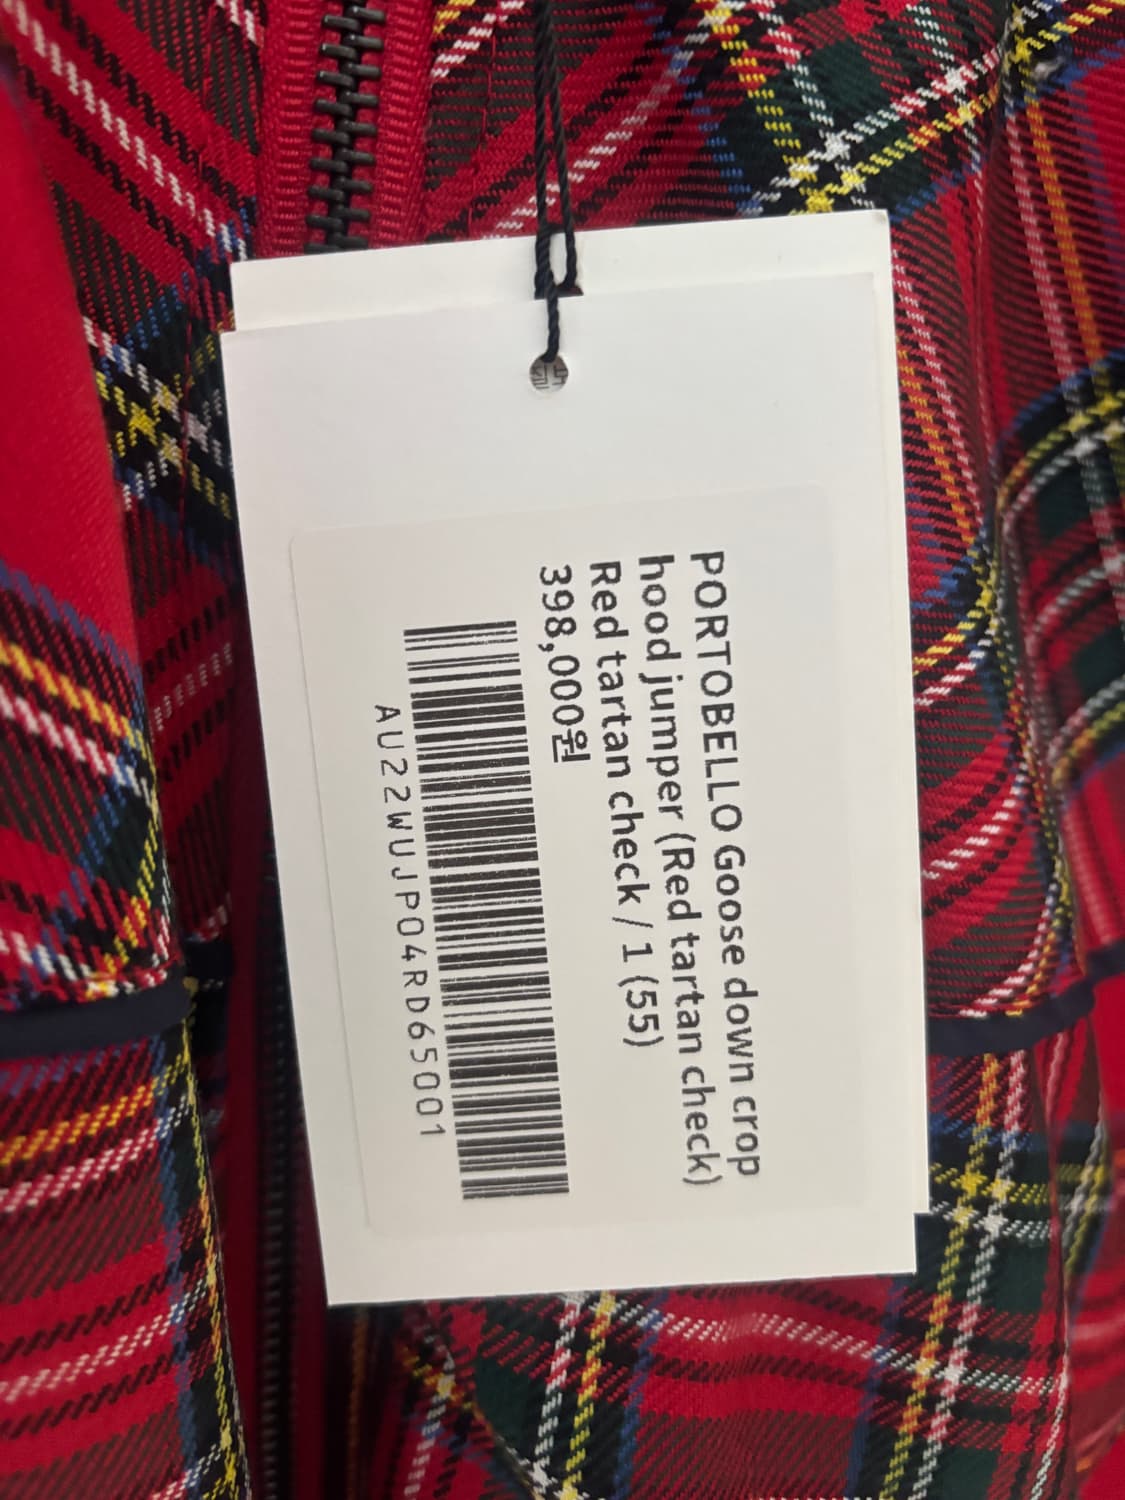 PORTOBELLO Goose down crop
hood jumper (Red tartan check)
Red tartan check / 1 (55)
398,000원
AU22WUJP04RD65001